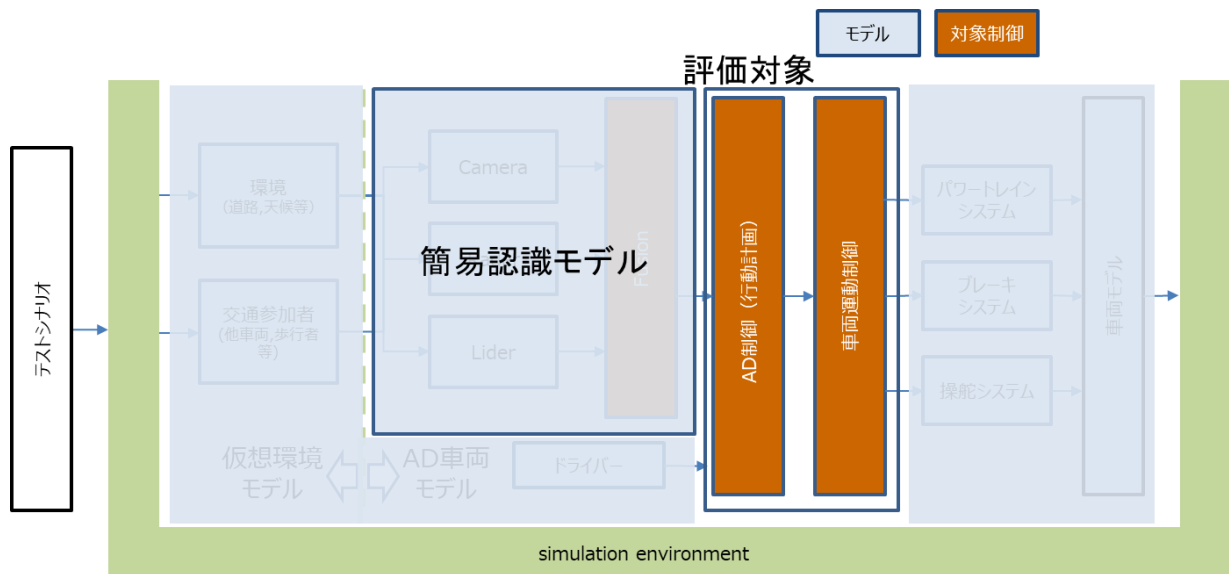 モデル
対象制御
評価対象
テストシナリオ
環境
(道路,天候等)
交通参加者
(他車両,歩行者
等)
Camera
簡易認識モデル
Lider
AD制御（行動計画）
車両運動制御
パワートレイン
システム
ブレーキ
システム
操舵システム
車両モデル
仮想環境
モデル
AD車両
モデル
ドライバー
simulation environment